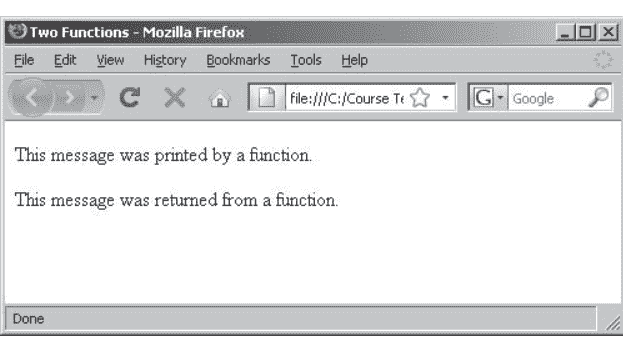 Two Functions - Mozilla Firefox
File Edit View History Bookmarks Tools Help
file:///C:/Course Te G Google
This message was printed by a function.
This message was returned from a function.
Done